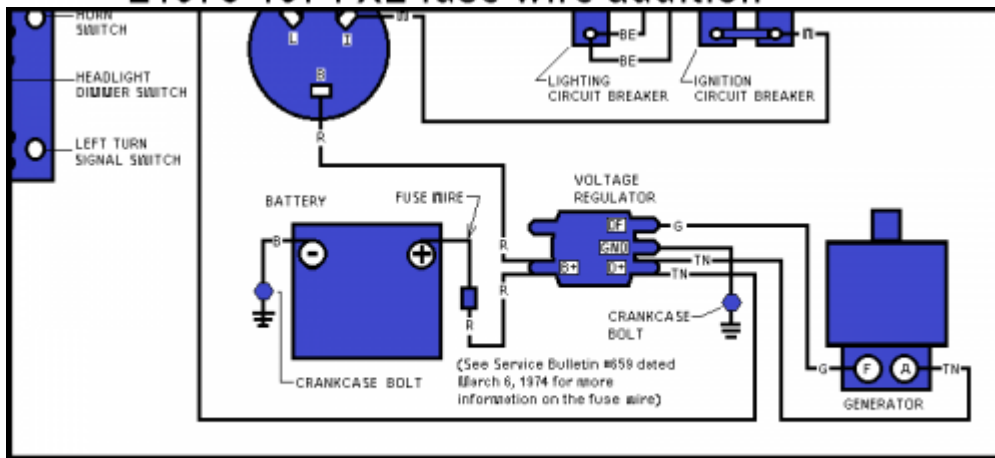 HORN
SWITCH
HEADLIGHT
DIMMER SWITCH
LEFT TURN
SIGNAL SWITCH
L
I
B
R
BE
BE
LIGHTING
CIRCUIT BREAKER
IGNITION
CIRCUIT BREAKER
BATTERY
FUSE WIRE
VOLTAGE
REGULATOR
B
R
R
R
DF
GND
B+
D+
G
TN
TN
CRANKCASE
BOLT
CRANKCASE BOLT
(See Service Bulletin #659 dated
March 6, 1974 for more
information on the fuse wire)
G
F
A
TN
GENERATOR